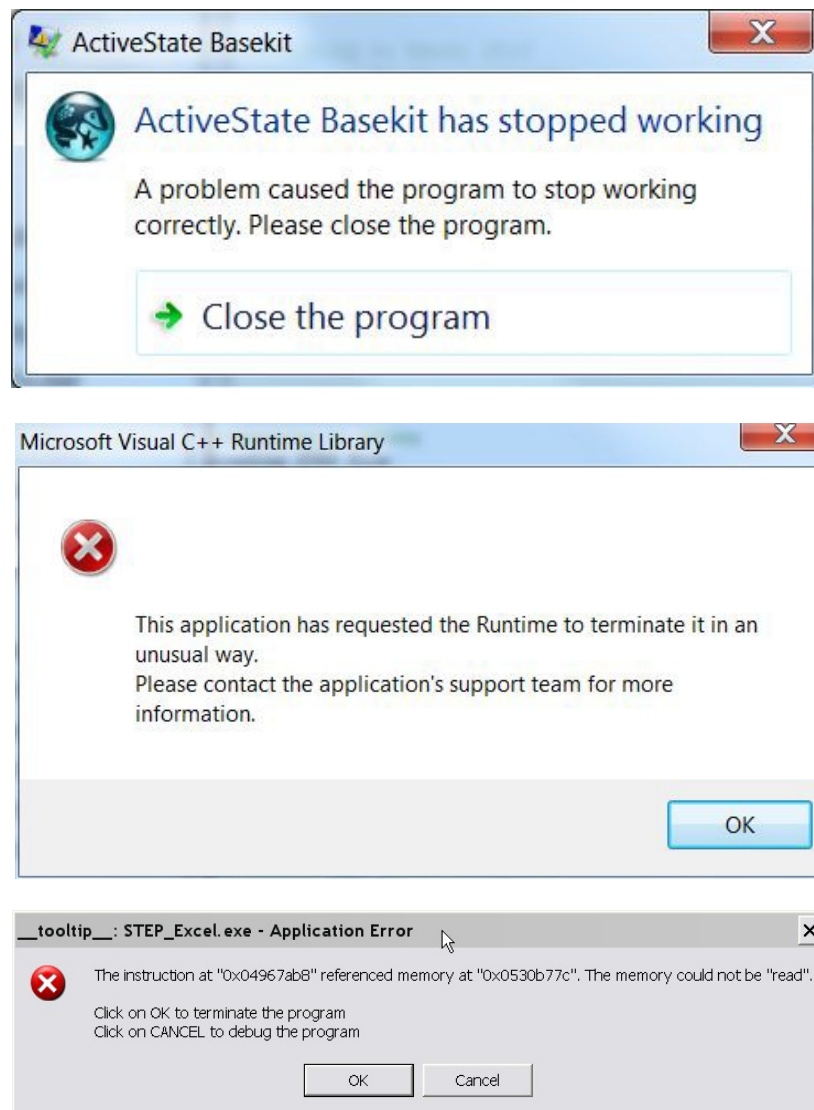 ActiveState Basekit
ActiveState Basekit has stopped working
A problem caused the program to stop working
correctly. Please close the program.
Close the program
Microsoft Visual C++ Runtime Library
This application has requested the Runtime to terminate it in an
unusual way.
Please contact the application's support team for more
information.
OK
__tooltip__: STEP_Excel.exe - Application Error
The instruction at "0x04967ab8" referenced memory at "0x0530b77c". The memory could not be "read".
Click on OK to terminate the program
Click on CANCEL to debug the program
OK Cancel